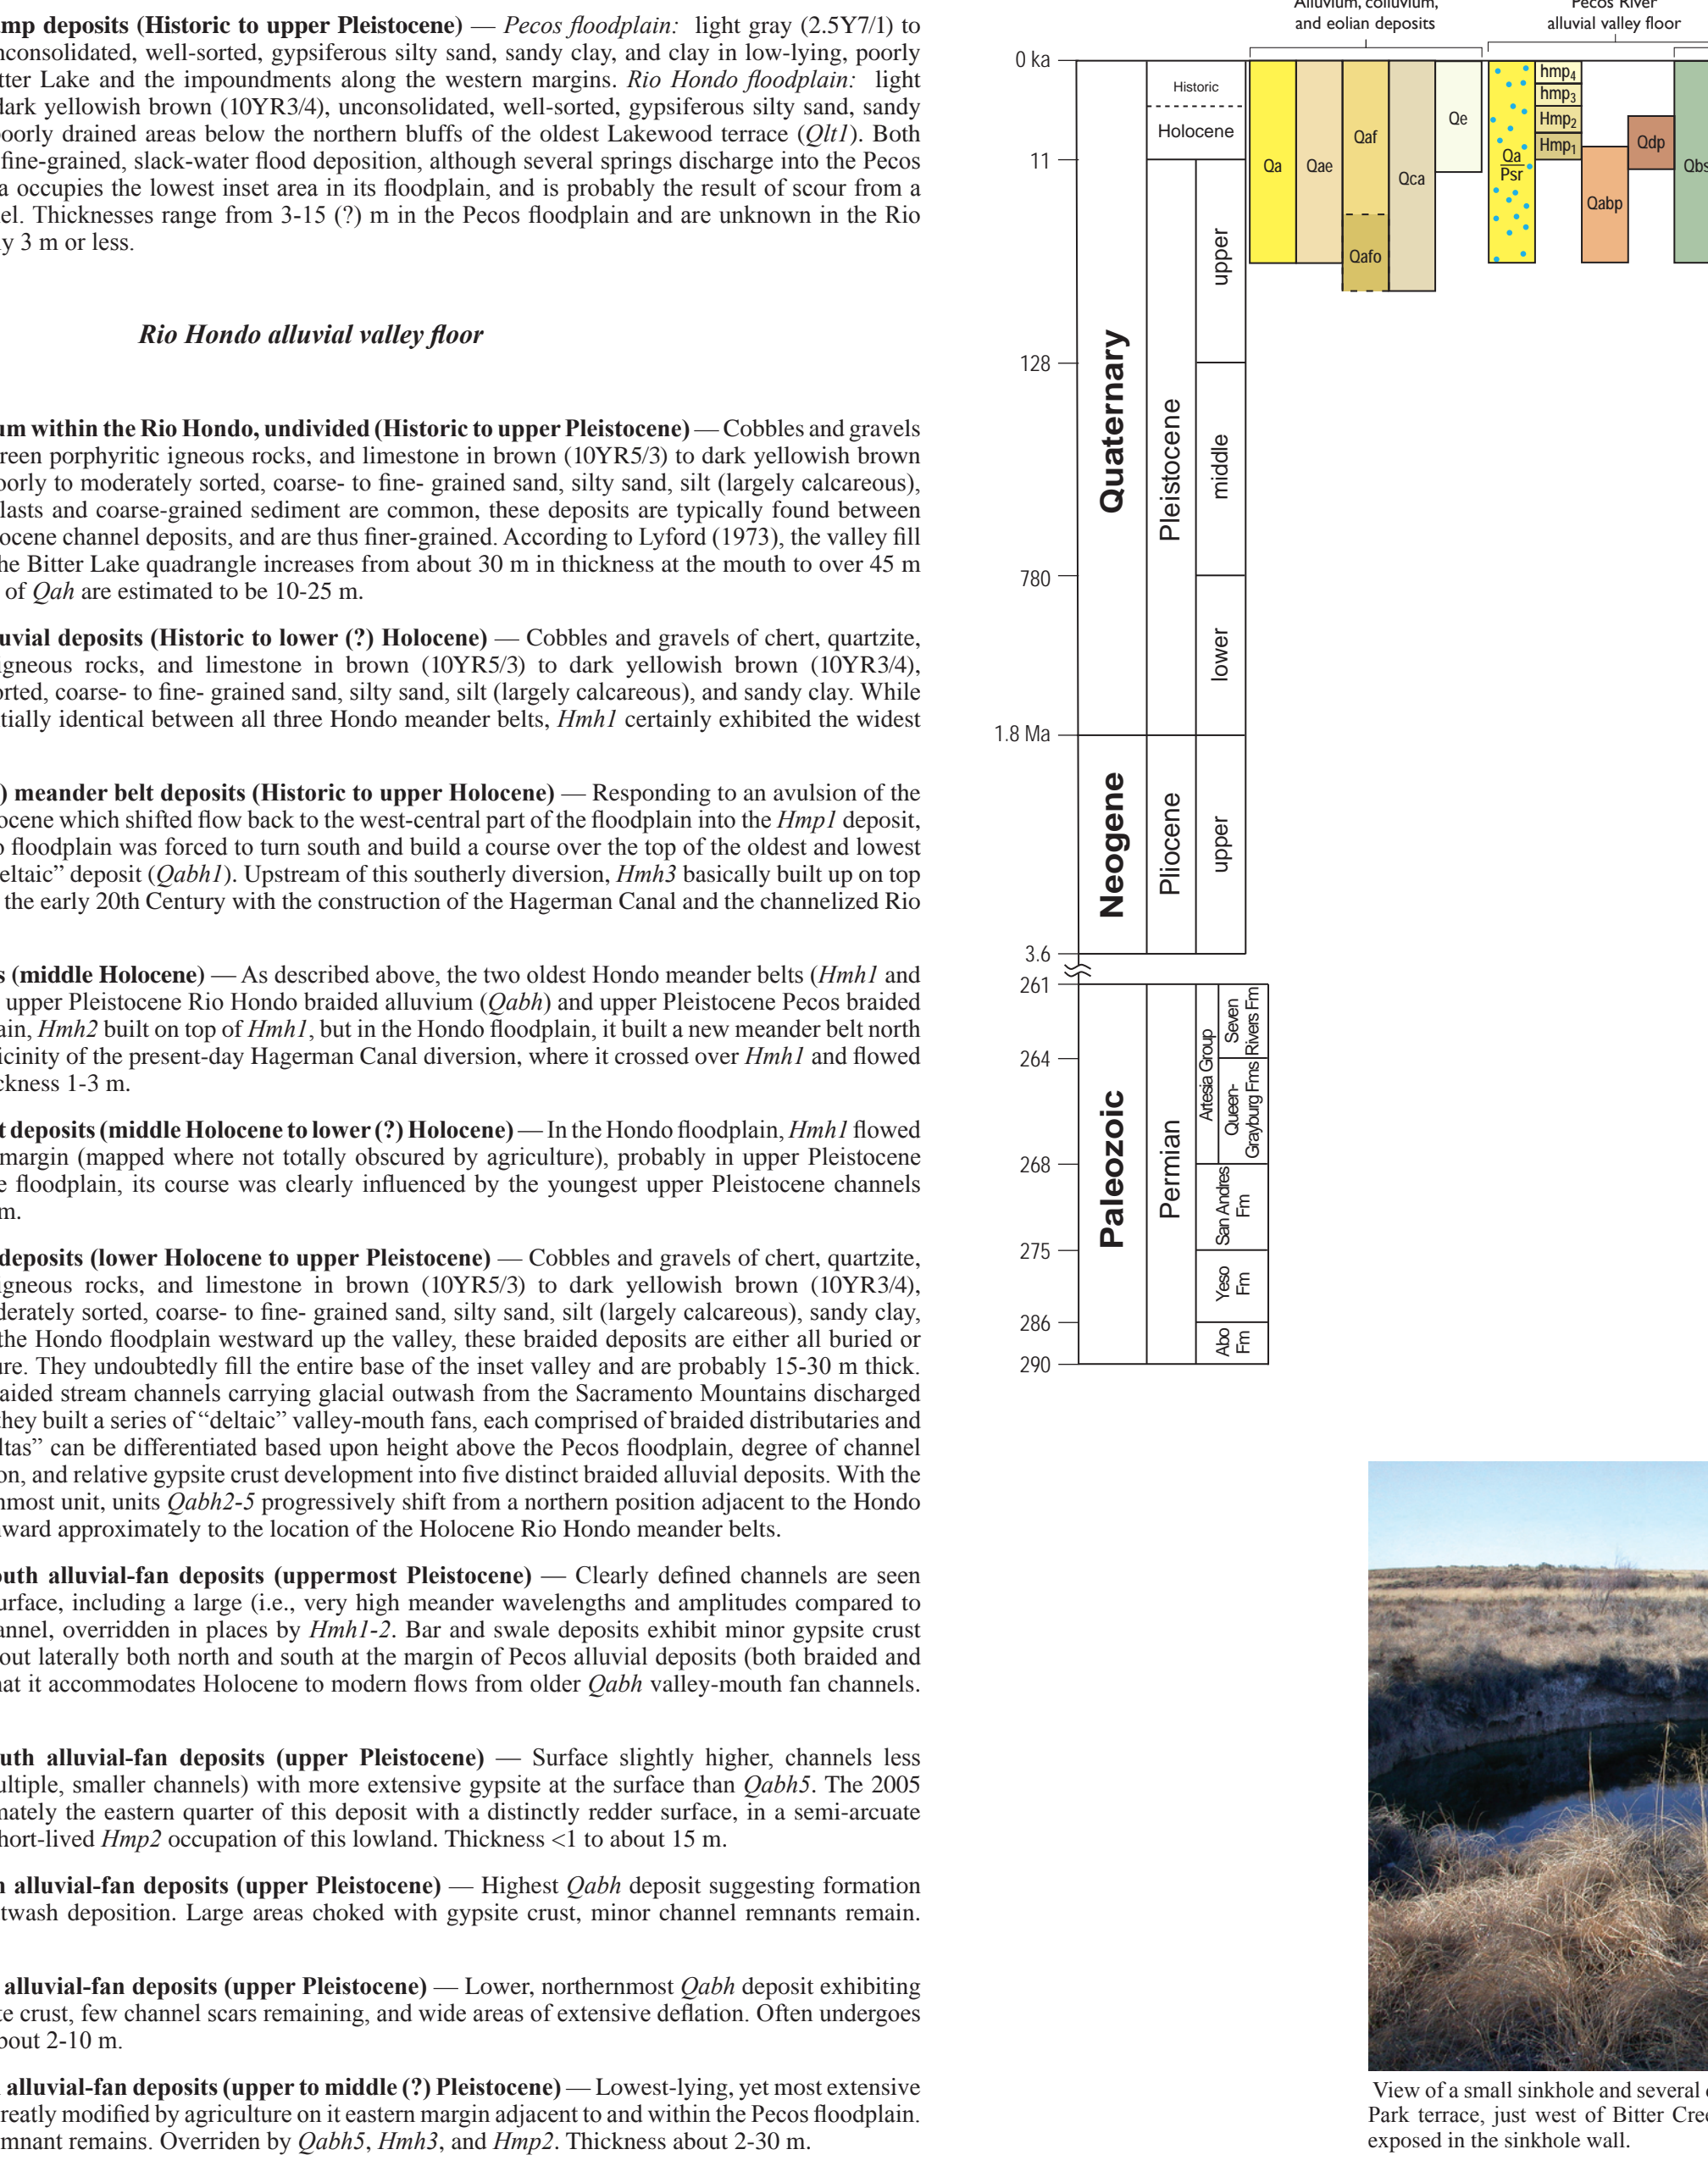 mp deposits (Historic to upper Pleistocene) — Pecos floodplain: light gray (2.5Y7/1) to
nconsolidated, well-sorted, gypsiferous silty sand, sandy clay, and clay in low-lying, poorly
tter Lake and the impoundments along the western margins. Rio Hondo floodplain: light
dark yellowish brown (10YR3/4), unconsolidated, well-sorted, gypsiferous silty sand, sandy
poorly drained areas below the northern bluffs of the oldest Lakewood terrace (Qlt1). Both
fine-grained, slack-water flood deposition, although several springs discharge into the Pecos
a occupies the lowest inset area in its floodplain, and is probably the result of scour from a
el. Thicknesses range from 3-15 (?) m in the Pecos floodplain and are unknown in the Rio
y 3 m or less.
Rio Hondo alluvial valley floor
um within the Rio Hondo, undivided (Historic to upper Pleistocene) — Cobbles and gravels
reen porphyritic igneous rocks, and limestone in brown (10YR5/3) to dark yellowish brown
oorly to moderately sorted, coarse- to fine- grained sand, silty sand, silt (largely calcareous),
lasts and coarse-grained sediment are common, these deposits are typically found between
ocene channel deposits, and are thus finer-grained. According to Lyford (1973), the valley fill
he Bitter Lake quadrangle increases from about 30 m in thickness at the mouth to over 45 m
of Qah are estimated to be 10-25 m.
uvial deposits (Historic to lower (?) Holocene) — Cobbles and gravels of chert, quartzite,
igneous rocks, and limestone in brown (10YR5/3) to dark yellowish brown (10YR3/4),
orted, coarse- to fine- grained sand, silty sand, silt (largely calcareous), and sandy clay. While
tially identical between all three Hondo meander belts, Hmh1 certainly exhibited the widest
) meander belt deposits (Historic to upper Holocene) — Responding to an avulsion of the
ocene which shifted flow back to the west-central part of the floodplain into the Hmp1 deposit,
o floodplain was forced to turn south and build a course over the top of the oldest and lowest
eltaic” deposit (Qabh1). Upstream of this southerly diversion, Hmh3 basically built up on top
the early 20th Century with the construction of the Hagerman Canal and the channelized Rio
s (middle Holocene) — As described above, the two oldest Hondo meander belts (Hmh1 and
upper Pleistocene Rio Hondo braided alluvium (Qabh) and upper Pleistocene Pecos braided
ain, Hmh2 built on top of Hmh1, but in the Hondo floodplain, it built a new meander belt north
icinity of the present-day Hagerman Canal diversion, where it crossed over Hmh1 and flowed
ckness 1-3 m.
t deposits (middle Holocene to lower (?) Holocene) — In the Hondo floodplain, Hmh1 flowed
margin (mapped where not totally obscured by agriculture), probably in upper Pleistocene
e floodplain, its course was clearly influenced by the youngest upper Pleistocene channels
m.
deposits (lower Holocene to upper Pleistocene) — Cobbles and gravels of chert, quartzite,
igneous rocks, and limestone in brown (10YR5/3) to dark yellowish brown (10YR3/4),
derately sorted, coarse- to fine- grained sand, silty sand, silt (largely calcareous), sandy clay,
the Hondo floodplain westward up the valley, these braided deposits are either all buried or
ure. They undoubtedly fill the entire base of the inset valley and are probably 15-30 m thick.
aided stream channels carrying glacial outwash from the Sacramento Mountains discharged
they built a series of “deltaic” valley-mouth fans, each comprised of braided distributaries and
ltas” can be differentiated based upon height above the Pecos floodplain, degree of channel
on, and relative gypsite crust development into five distinct braided alluvial deposits. With the
nmost unit, units Qabh2-5 progressively shift from a northern position adjacent to the Hondo
nward approximately to the location of the Holocene Rio Hondo meander belts.
outh alluvial-fan deposits (uppermost Pleistocene) — Clearly defined channels are seen
urface, including a large (i.e., very high meander wavelengths and amplitudes compared to
annel, overridden in places by Hmh1-2. Bar and swale deposits exhibit minor gypsite crust
out laterally both north and south at the margin of Pecos alluvial deposits (both braided and
hat it accommodates Holocene to modern flows from older Qabh valley-mouth fan channels.
uth alluvial-fan deposits (upper Pleistocene) — Surface slightly higher, channels less
ultiple, smaller channels) with more extensive gypsite at the surface than Qabh5. The 2005
mately the eastern quarter of this deposit with a distinctly redder surface, in a semi-arcuate
hort-lived Hmp2 occupation of this lowland. Thickness <1 to about 15 m.
h alluvial-fan deposits (upper Pleistocene) — Highest Qabh deposit suggesting formation
twash deposition. Large areas choked with gypsite crust, minor channel remnants remain.
alluvial-fan deposits (upper Pleistocene) — Lower, northernmost Qabh deposit exhibiting
te crust, few channel scars remaining, and wide areas of extensive deflation. Often undergoes
bout 2-10 m.
alluvial-fan deposits (upper to middle (?) Pleistocene) — Lowest-lying, yet most extensive
reatly modified by agriculture on it eastern margin adjacent to and within the Pecos floodplain.
mnant remains. Overriden by Qabh5, Hmh3, and Hmp2. Thickness about 2-30 m.
Alluvium, colluvium,
and eolian deposits
Pecos River
alluvial valley floor
0 ka
11
128
780
1.8 Ma
3.6
261
264
268
275
286
290
Quaternary
Neogene
Paleozoic
Historic
Holocene
Pleistocene
Pliocene
Permian
upper
middle
lower
upper
Artesia Group
Seven
Rivers Fm
Queen-
Grayburg Fms
San Andres
Fm
Yeso
Fm
Abo
Fm
Qa
Qae
Qaf
Qafo
Qca
Qe
Qa
Psr
hmp4
hmp3
Hmp2
Hmp1
Qabp
Qdp
Qbs
View of a small sinkhole and several
Park terrace, just west of Bitter Cree
exposed in the sinkhole wall.